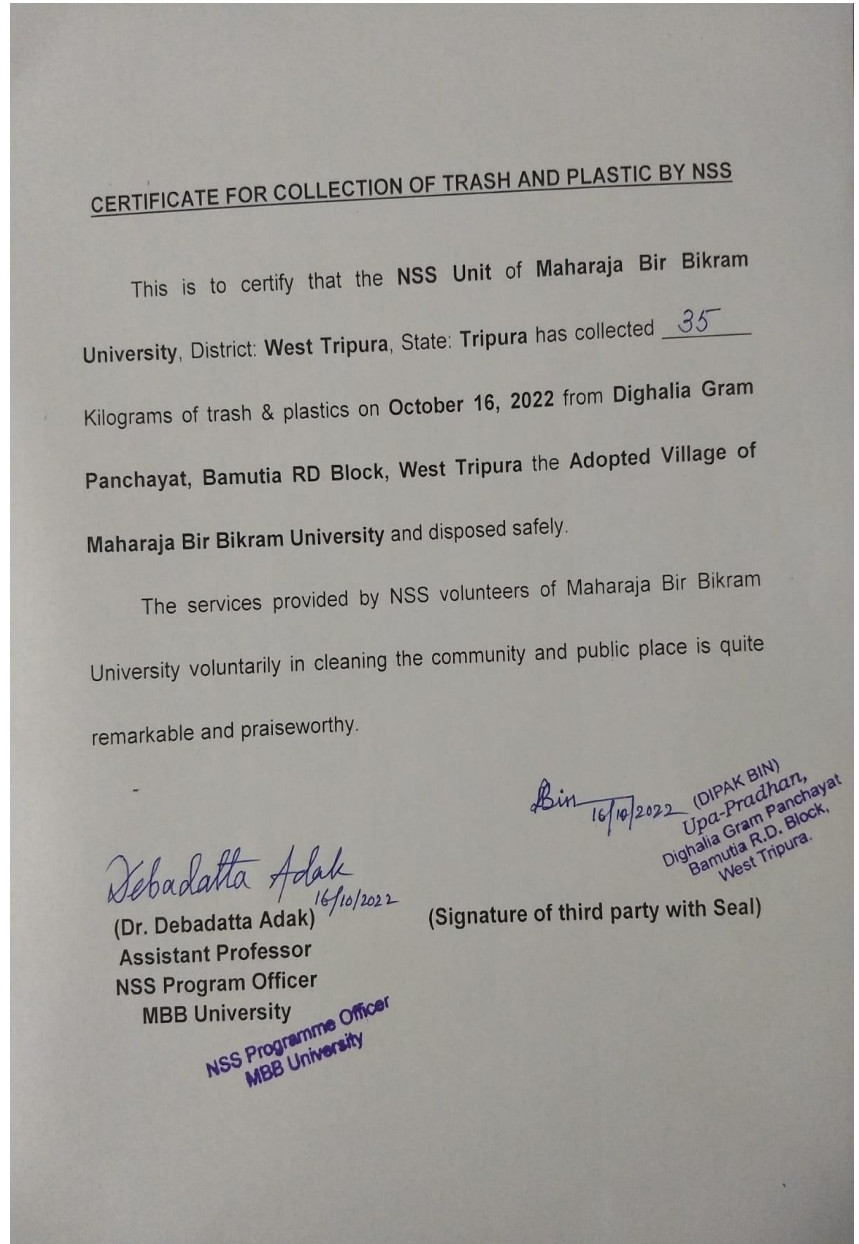 CERTIFICATE FOR COLLECTION OF TRASH AND PLASTIC BY NSS
This is to certify that the NSS Unit of Maharaja Bir Bikram
University, District: West Tripura, State: Tripura has collected 35
Kilograms of trash & plastics on October 16, 2022 from Dighalia Gram
Panchayat, Bamutia RD Block, West Tripura the Adopted Village of
Maharaja Bir Bikram University and disposed safely.
The services provided by NSS volunteers of Maharaja Bir Bikram
University voluntarily in cleaning the community and public place is quite
remarkable and praiseworthy.
Bin
16/10/2022
(DIPAK BIN)
Upa-Pradhan,
Dighalia Gram Panchayat
Bamutia R.D. Block,
West Tripura.
(Signature of third party with Seal)
Debadatta Adak
16/10/2022
(Dr. Debadatta Adak)
Assistant Professor
NSS Program Officer
MBB University
NSS Programme Officer
MBB University